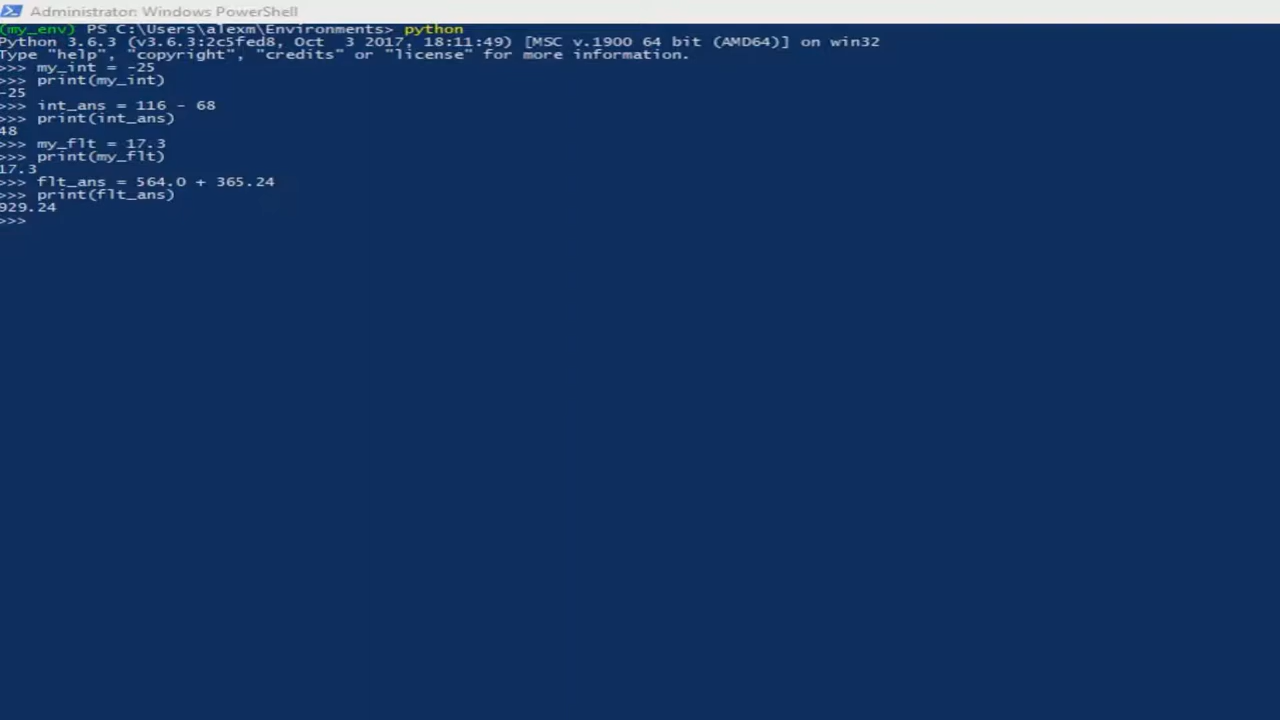 Administrator: Windows PowerShell
(my_env) PS C:\Users\alexm\Environments> python
Python 3.6.3 (v3.6.3:2c5fed8, Oct  3 2017, 18:11:49) [MSC v.1900 64 bit (AMD64)] on win32
Type "help", "copyright", "credits" or "license" for more information.
>>> my_int = -25
>>> print(my_int)
-25
>>> int_ans = 116 - 68
>>> print(int_ans)
48
>>> my_flt = 17.3
>>> print(my_flt)
17.3
>>> flt_ans = 564.0 + 365.24
>>> print(flt_ans)
929.24
>>>